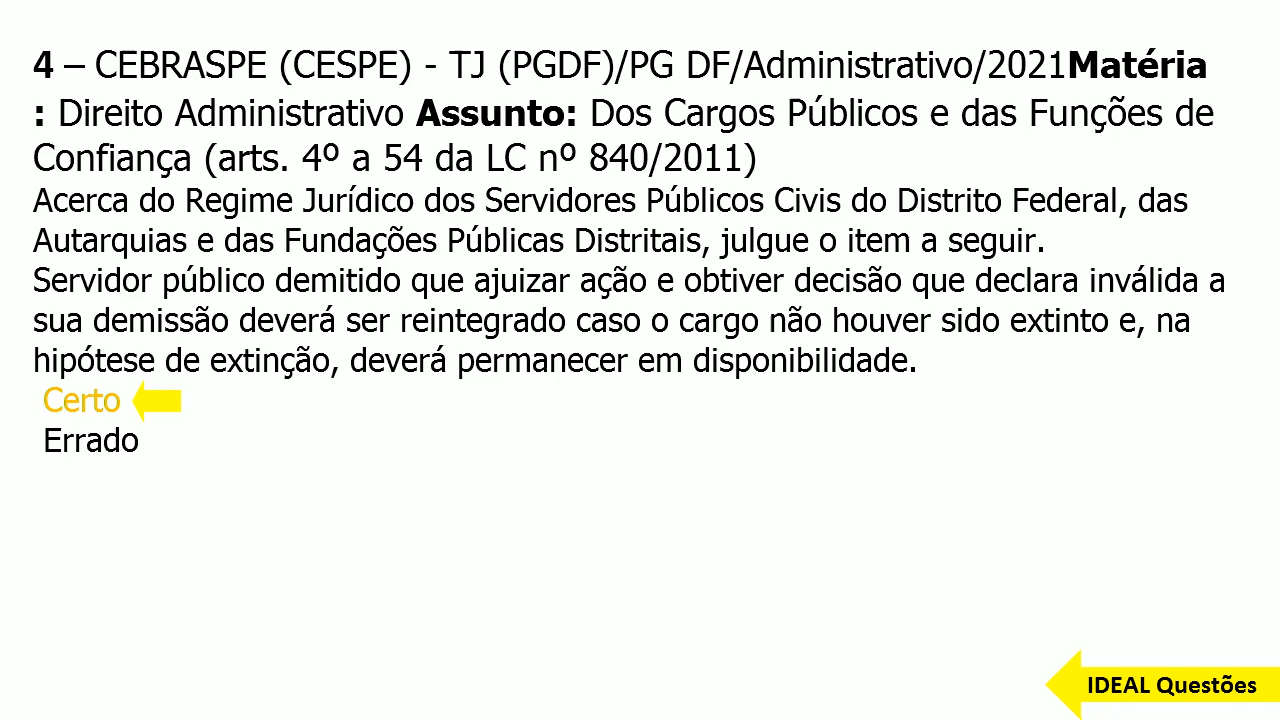 4 – CEBRASPE (CESPE) - TJ (PGDF)/PG DF/Administrativo/2021Matéria
: Direito Administrativo Assunto: Dos Cargos Públicos e das Funções de
Confiança (arts. 4º a 54 da LC nº 840/2011)
Acerca do Regime Jurídico dos Servidores Públicos Civis do Distrito Federal, das
Autarquias e das Fundações Públicas Distritais, julgue o item a seguir.
Servidor público demitido que ajuizar ação e obtiver decisão que declara inválida a
sua demissão deverá ser reintegrado caso o cargo não houver sido extinto e, na
hipótese de extinção, deverá permanecer em disponibilidade.
Certo
Errado
IDEAL Questões